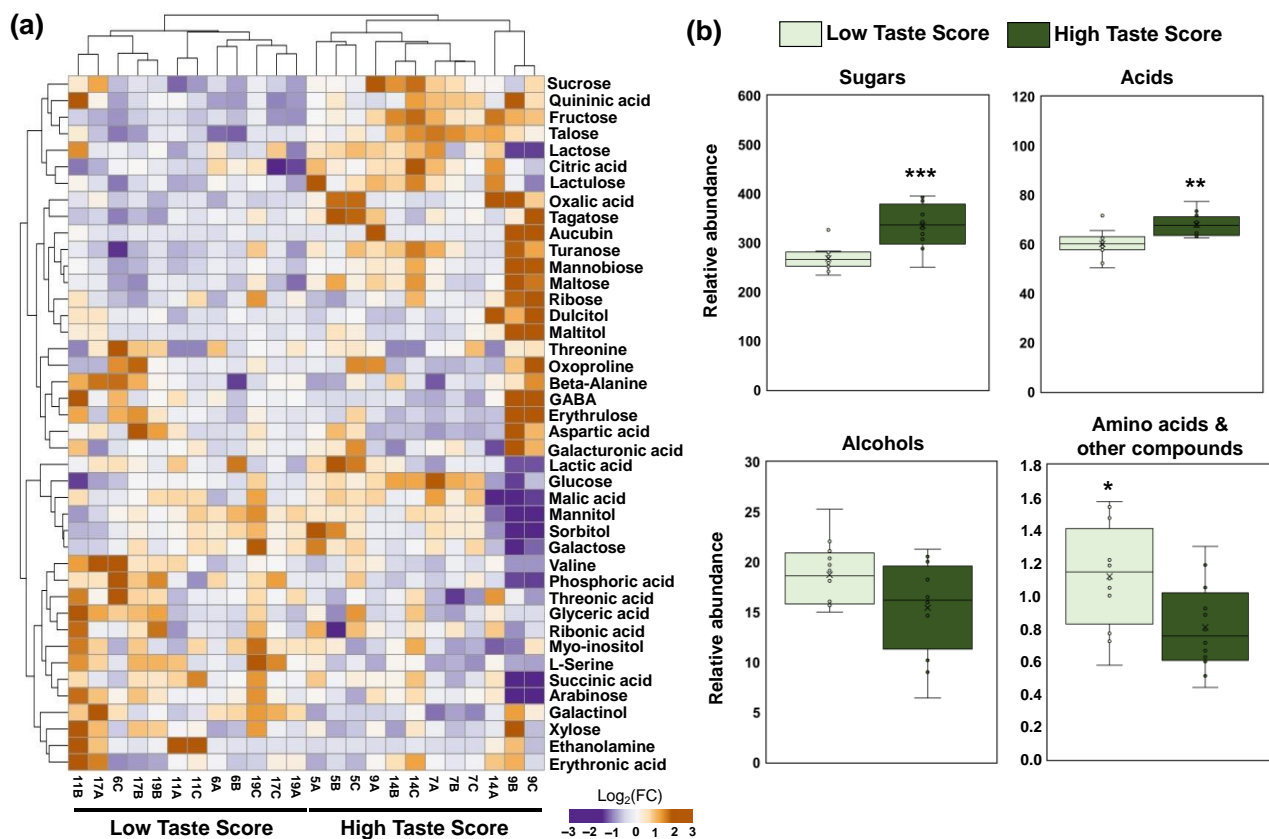 (a)
Sucrose
Quininic acid
Fructose
Talose
Lactose
Citric acid
Lactulose
Oxalic acid
Tagatose
Aucubin
Turanose
Mannobiose
Maltose
Ribose
Dulcitol
Maltitol
Threonine
Oxoproline
Beta-Alanine
GABA
Erythrulose
Aspartic acid
Galacturonic acid
Lactic acid
Glucose
Malic acid
Mannitol
Sorbitol
Galactose
Valine
Phosphoric acid
Threonic acid
Glyceric acid
Ribonic acid
Myo-inositol
L-Serine
Succinic acid
Arabinose
Galactinol
Xylose
Ethanolamine
Erythronic acid
11B 17A 6C 17B 19B 11A 11C 6A 6B 19C 17C 19A 5A 5B 5C 9A 14B 14C 7A 7B 7C 14A 9B 9C
Low Taste Score High Taste Score
Log2(FC)
−3 −2 −1 0 1 2 3
(b)
Low Taste Score High Taste Score
Sugars
Relative abundance
600
500
400
300
200
100
0
***
Acids
120
100
80
60
40
20
0
**
Alcohols
Relative abundance
30
25
20
15
10
5
0
Amino acids &
other compounds
1.8
1.6
1.4
1.2
1.0
0.8
0.6
0.4
0.2
0.0
*